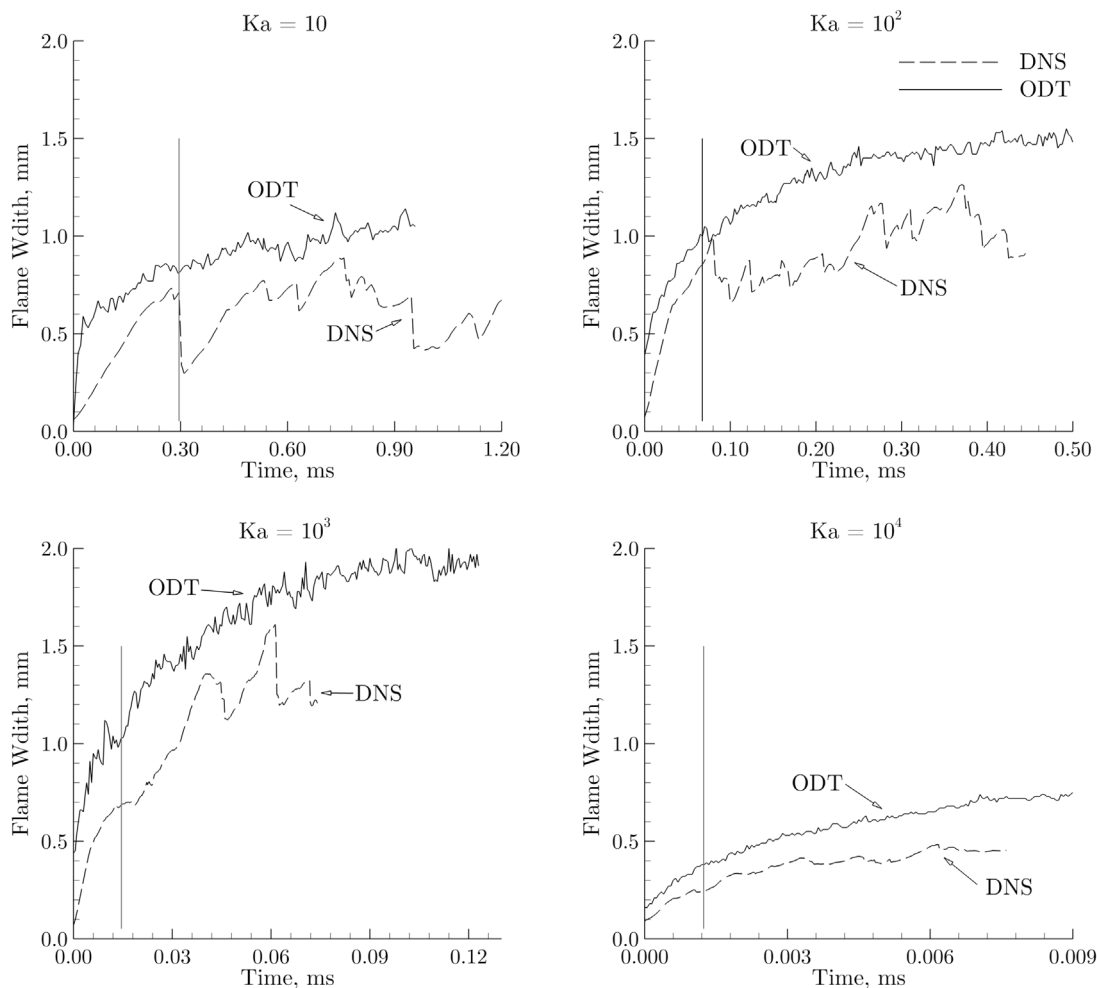 Ka = 10
Flame Wdith, mm
2.0
1.5
1.0
0.5
0.0
ODT
DNS
0.00 0.30 0.60 0.90 1.20
Time, ms
Ka = 10²
Flame Wdith, mm
2.0
1.5
1.0
0.5
0.0
DNS
ODT
ODT
DNS
0.00 0.10 0.20 0.30 0.40 0.50
Time, ms
Ka = 10³
Flame Wdith, mm
2.0
1.5
1.0
0.5
0.0
ODT
DNS
0.00 0.03 0.06 0.09 0.12
Time, ms
Ka = 10⁴
Flame Wdith, mm
2.0
1.5
1.0
0.5
0.0
ODT
DNS
0.000 0.003 0.006 0.009
Time, ms